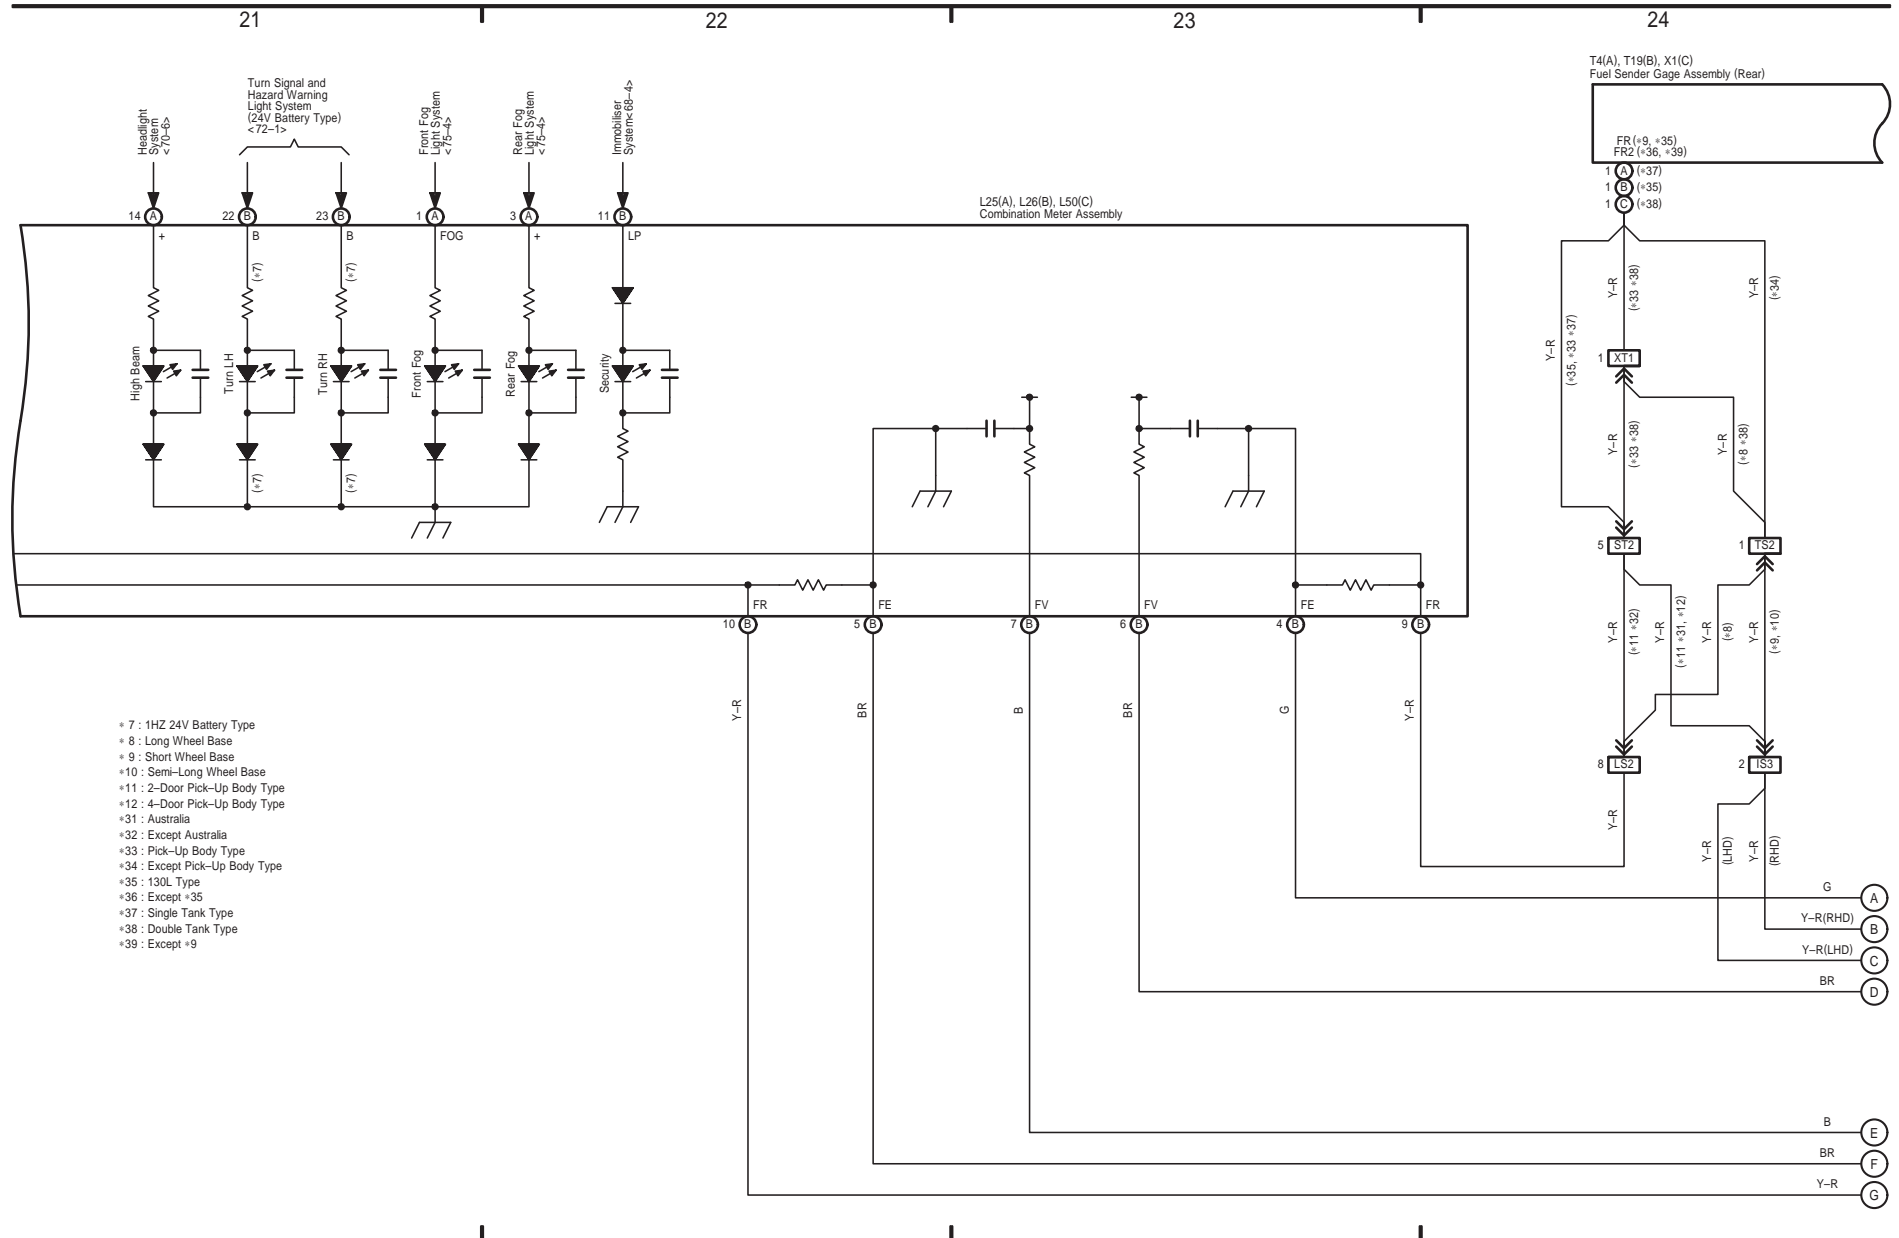 21
22
23
24
Headlight
System
<70–6>
Turn Signal and
Hazard Warning
Light System
(24V Battery Type)
<72–1>
Front Fog
Light System
<75–4>
Rear Fog
Light System
<75–4>
Immobiliser
System<68–4>
T4(A), T19(B), X1(C)
Fuel Sender Gage Assembly (Rear)
FR (*9, *35)
FR2 (*36, *39)
1 A (*37)
1 B (*35)
1 C (*38)
L25(A), L26(B), L50(C)
Combination Meter Assembly
14 A
22 B
23 B
1 A
3 A
11 B
+
B
B
FOG
+
LP
(*7)
(*7)
High Beam
Turn LH
Turn RH
Front Fog
Rear Fog
Security
(*7)
(*7)
Y–R
(*35, *33 *37)
Y–R
(*33 *38)
Y–R
(*34)
1 XT1
Y–R
(*33 *38)
Y–R
(*8 *38)
5 ST2
1 TS2
FR
FE
FV
FV
FE
FR
10 B
5 B
7 B
6 B
4 B
9 B
Y–R
(*11 *32)
Y–R
(*11 *31, *12)
Y–R
(*8)
Y–R
(*9, *10)
Y–R
BR
B
BR
G
Y–R
8 LS2
2 IS3
Y–R
Y–R
(LHD)
Y–R
(RHD)
* 7 : 1HZ 24V Battery Type
* 8 : Long Wheel Base
* 9 : Short Wheel Base
*10 : Semi–Long Wheel Base
*11 : 2–Door Pick–Up Body Type
*12 : 4–Door Pick–Up Body Type
*31 : Australia
*32 : Except Australia
*33 : Pick–Up Body Type
*34 : Except Pick–Up Body Type
*35 : 130L Type
*36 : Except *35
*37 : Single Tank Type
*38 : Double Tank Type
*39 : Except *9
G A
Y–R(RHD) B
Y–R(LHD) C
BR D
B E
BR F
Y–R G